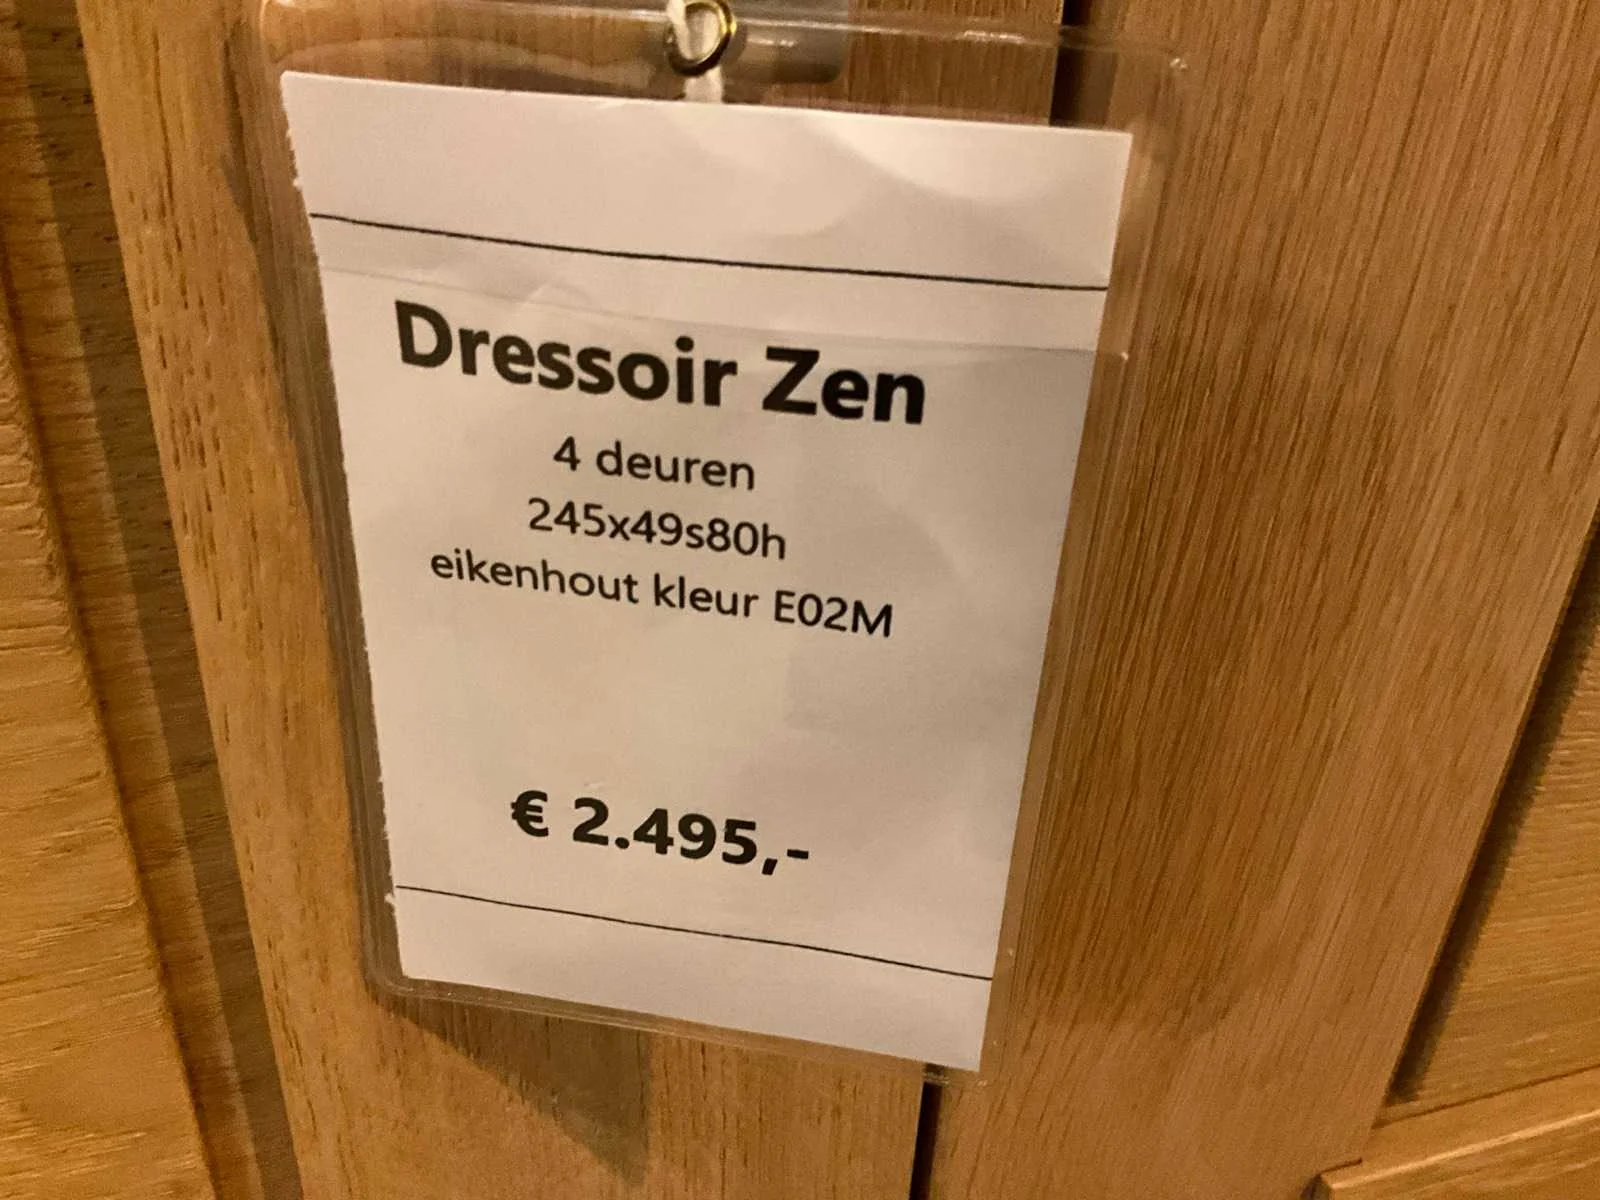 Dressoir Zen
4 deuren
245x49s80h
eikenhout kleur E02M
€ 2.495,-